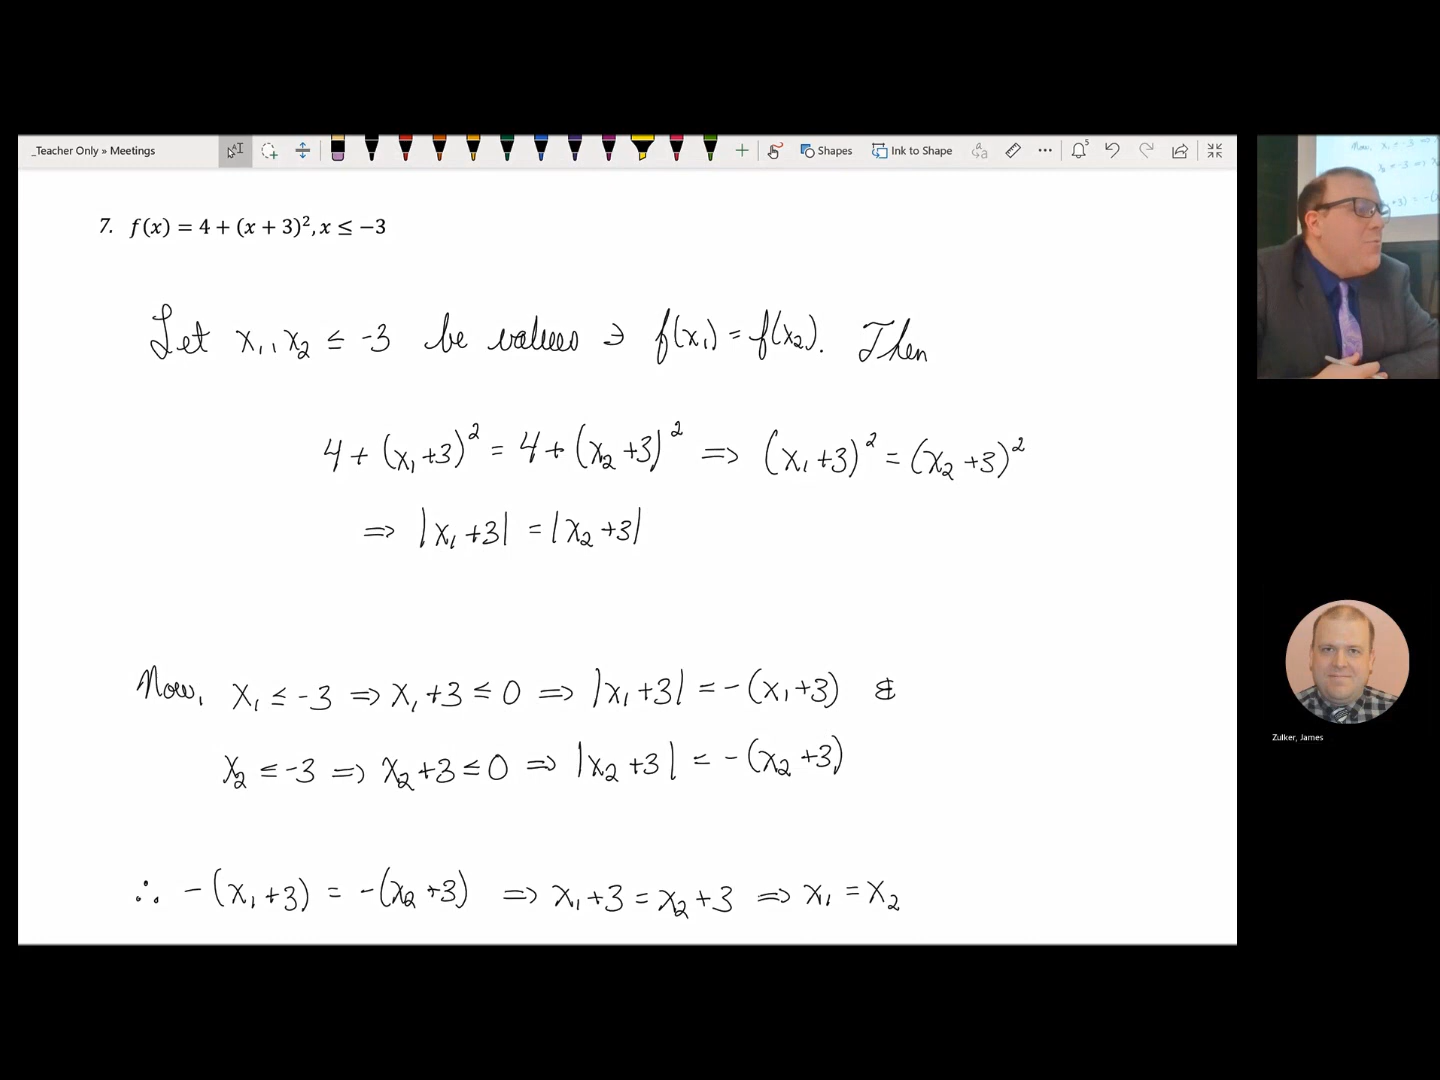 _Teacher Only » Meetings
Shapes
Ink to Shape
7. f(x) = 4 + (x + 3)², x ≤ −3
Let x₁, x₂ ≤ -3 be values ∋ f(x₁) = f(x₂). Then
4 + (x₁+3)² = 4 + (x₂+3)² ⇒ (x₁+3)² = (x₂+3)²
⇒ |x₁+3| = |x₂+3|
Now, x₁ ≤ -3 ⇒ x₁+3 ≤ 0 ⇒ |x₁+3| = -(x₁+3) &
x₂ ≤ -3 ⇒ x₂+3 ≤ 0 ⇒ |x₂+3| = -(x₂+3)
∴ -(x₁+3) = -(x₂+3) ⇒ x₁+3 = x₂+3 ⇒ x₁ = x₂
Zulker, James